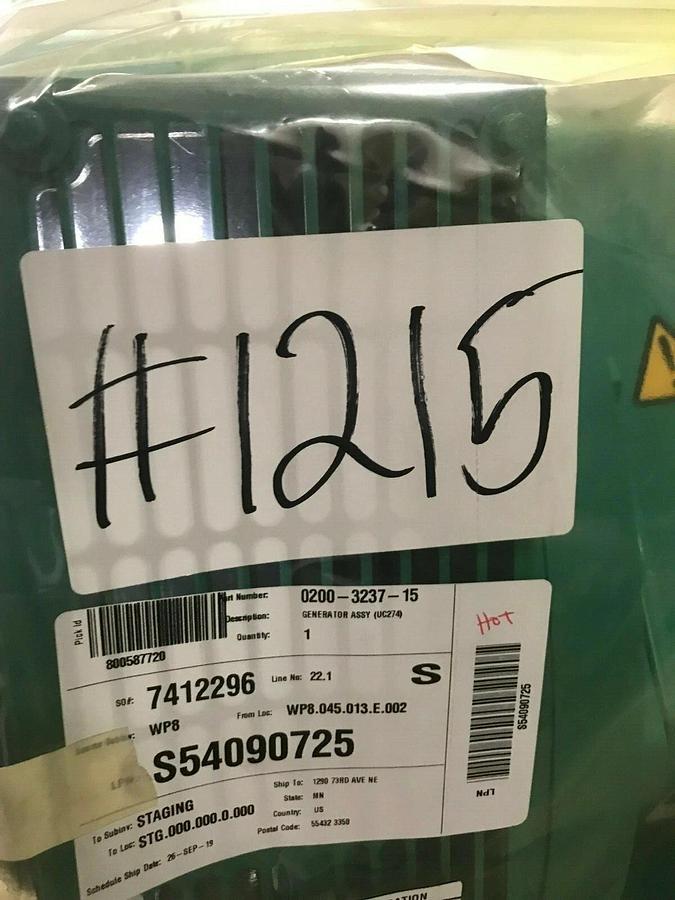 #1215
Pick Id
800587720
Part Number: 0200-3237-15
Description: GENERATOR ASSY (UC274)
Quantity: 1
HOT
SO#: 7412296 Line No: 22.1 S
WP8 From Loc: WP8.045.013.E.002
S54090725
S54090725
LPN
To Subinv: STAGING
To Loc: STG.000.000.0.000
Schedule Ship Date: 26-SEP-19
Ship To: 1290 73RD AVE NE
State: MN
Country: US
Postal Code: 55432 3350